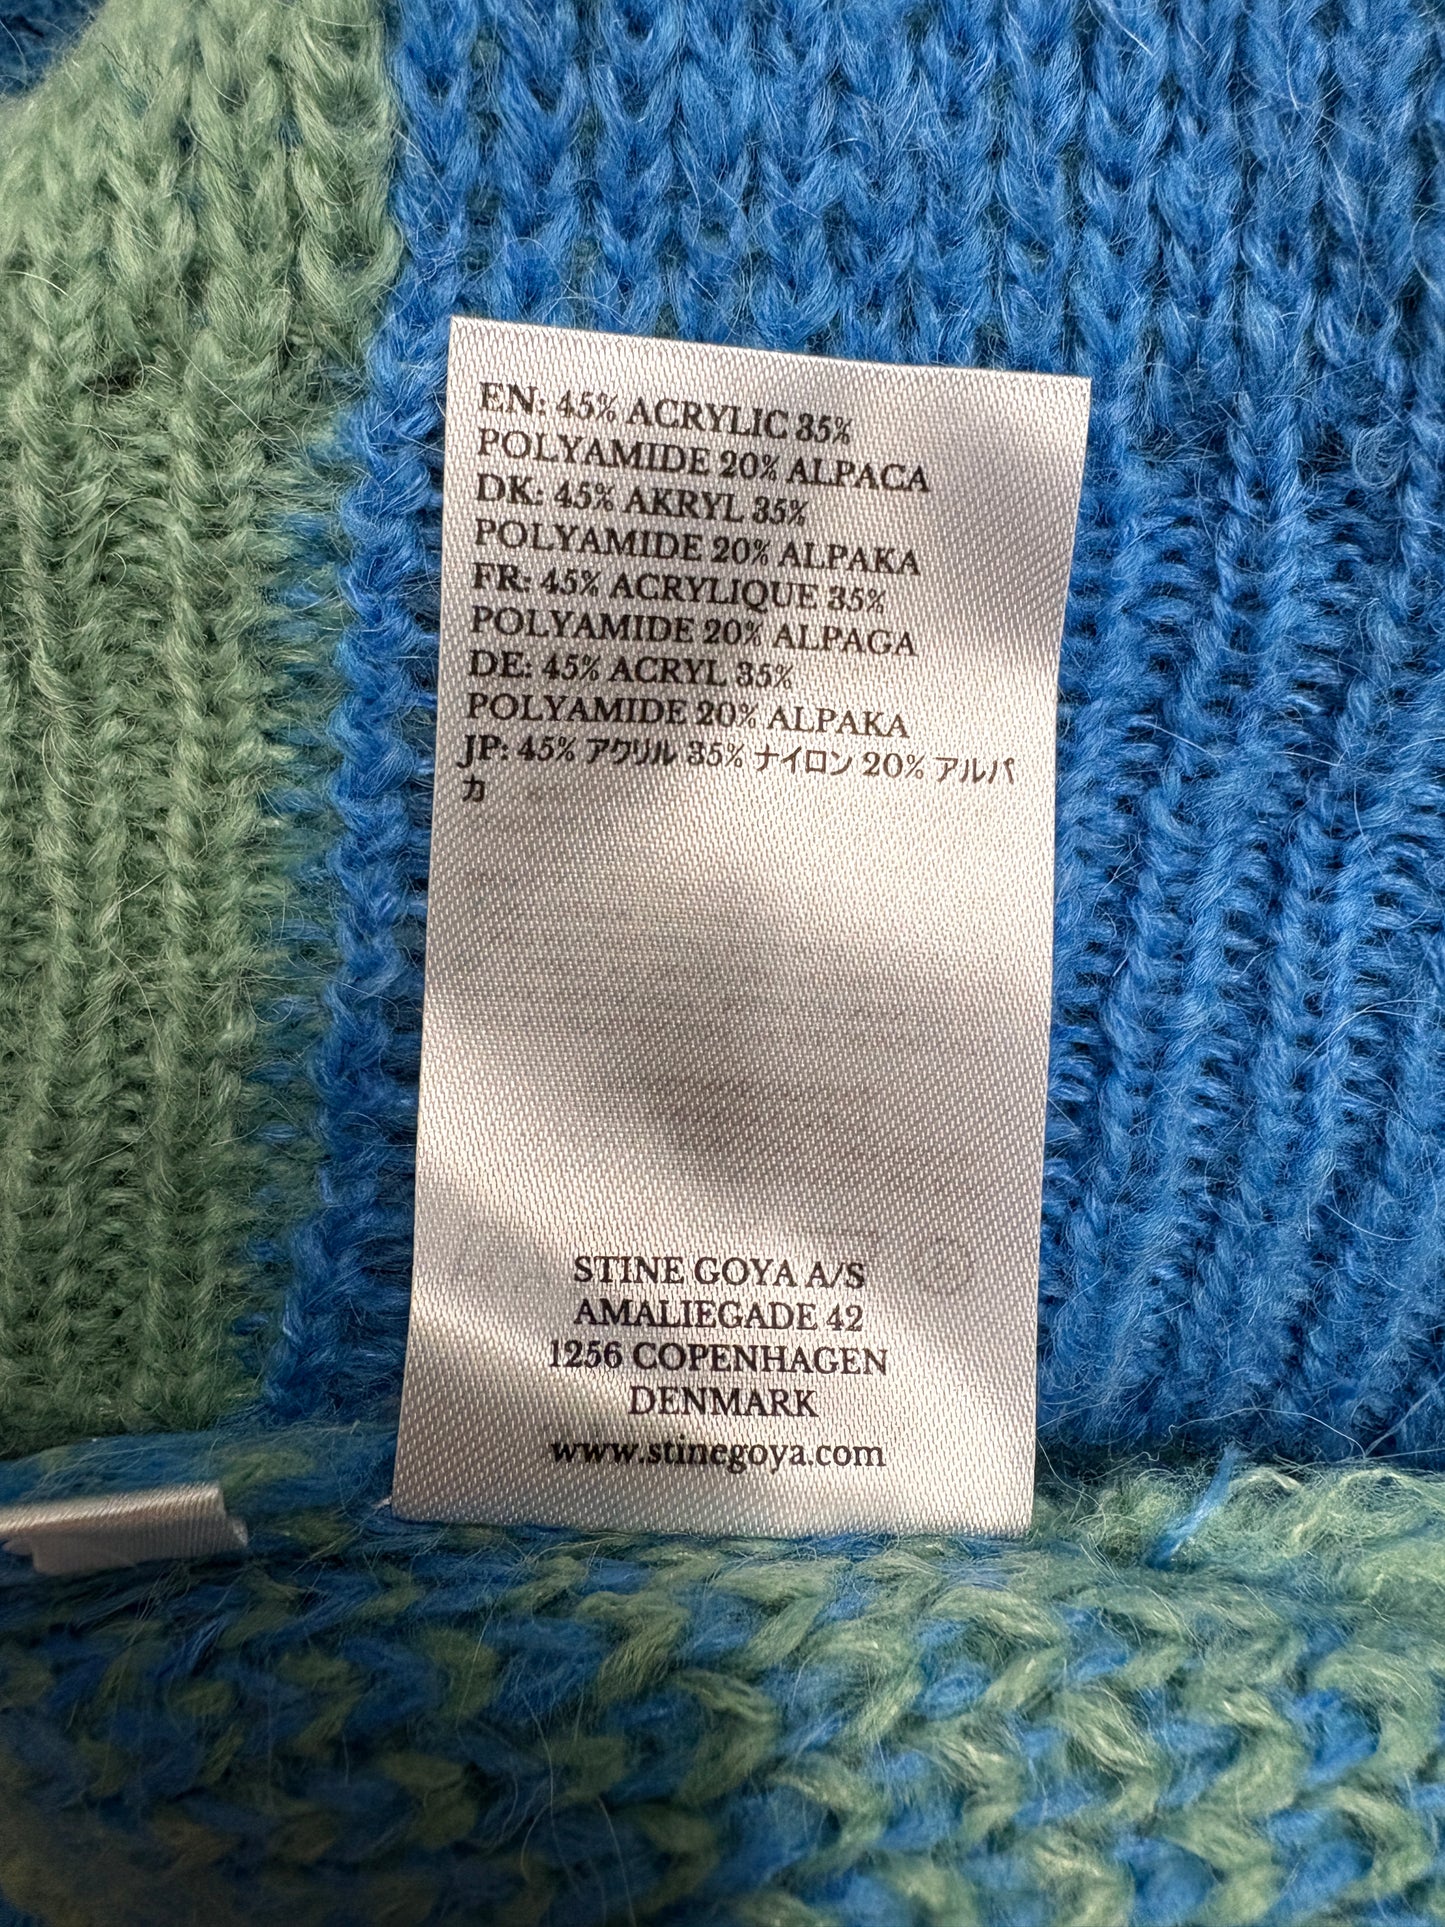 EN: 45% ACRYLIC 35%
POLYAMIDE 20% ALPACA
DK: 45% AKRYL 35%
POLYAMIDE 20% ALPAKA
FR: 45% ACRYLIQUE 35%
POLYAMIDE 20% ALPAGA
DE: 45% ACRYL 35%
POLYAMIDE 20% ALPAKA
JP: 45% アクリル 35% ナイロン 20% アルパ
カ
STINE GOYA A/S
AMALIEGADE 42
1256 COPENHAGEN
DENMARK
www.stinegoya.com